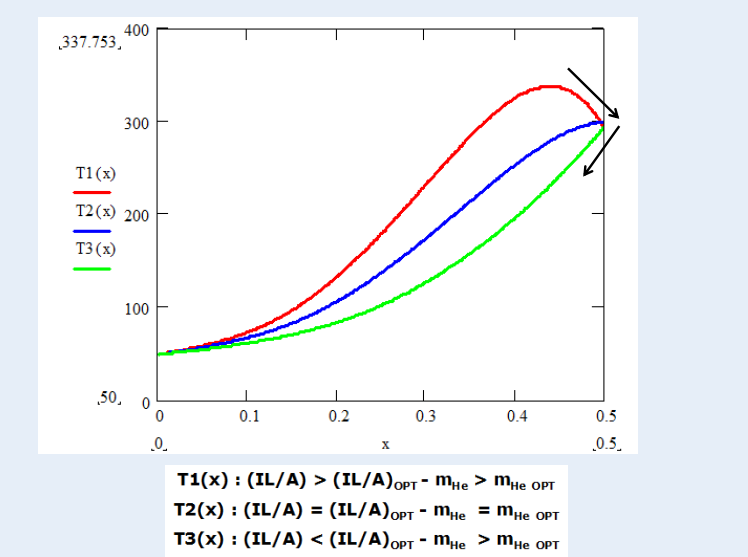 400
337.753
300
T1(x)
T2(x)
200
T3(x)
100
50
0
0 0.1 0.2 0.3 0.4 0.5
0 x 0.5
T1(x) : (IL/A) > (IL/A)OPT - mHe > mHe OPT
T2(x) : (IL/A) = (IL/A)OPT - mHe = mHe OPT
T3(x) : (IL/A) < (IL/A)OPT - mHe > mHe OPT